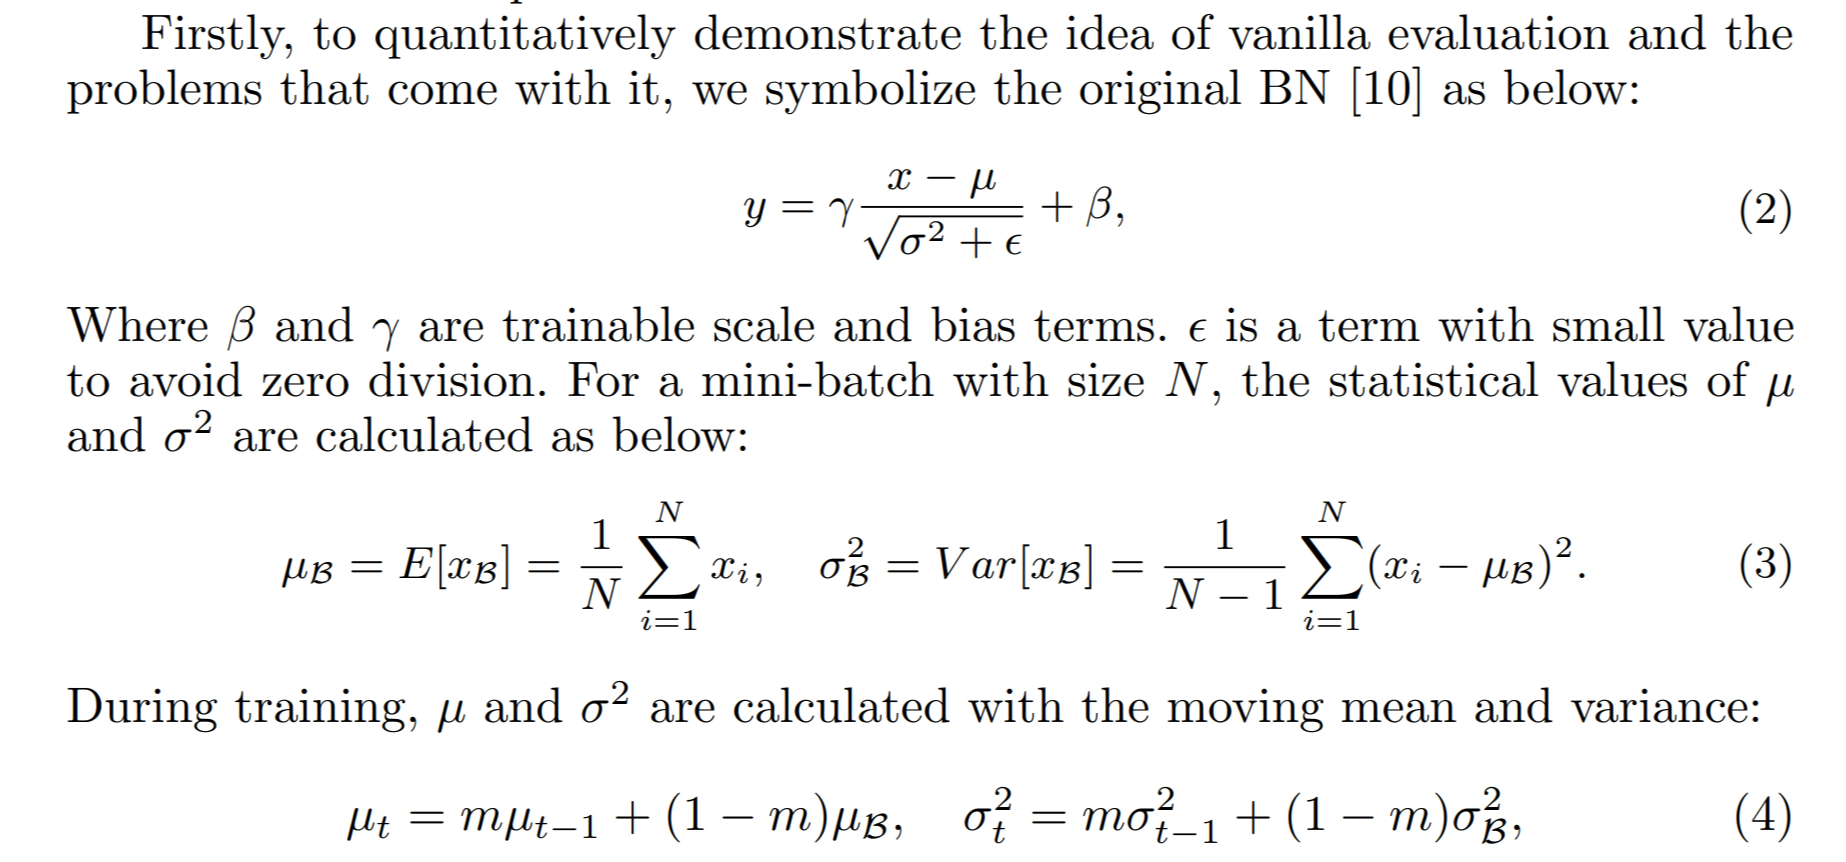 Firstly, to quantitatively demonstrate the idea of vanilla evaluation and the
problems that come with it, we symbolize the original BN [10] as below:
$y = \gamma \frac{x - \mu}{\sqrt{\sigma^2 + \epsilon}} + \beta,$ (2)
Where $\beta$ and $\gamma$ are trainable scale and bias terms. $\epsilon$ is a term with small value
to avoid zero division. For a mini-batch with size $N$, the statistical values of $\mu$
and $\sigma^2$ are calculated as below:
$\mu_{\mathcal{B}} = E[x_{\mathcal{B}}] = \frac{1}{N} \sum_{i=1}^{N} x_i, \quad \sigma_{\mathcal{B}}^2 = Var[x_{\mathcal{B}}] = \frac{1}{N-1} \sum_{i=1}^{N} (x_i - \mu_{\mathcal{B}})^2.$ (3)
During training, $\mu$ and $\sigma^2$ are calculated with the moving mean and variance:
$\mu_t = m\mu_{t-1} + (1 - m)\mu_{\mathcal{B}}, \quad \sigma_t^2 = m\sigma_{t-1}^2 + (1 - m)\sigma_{\mathcal{B}}^2,$ (4)